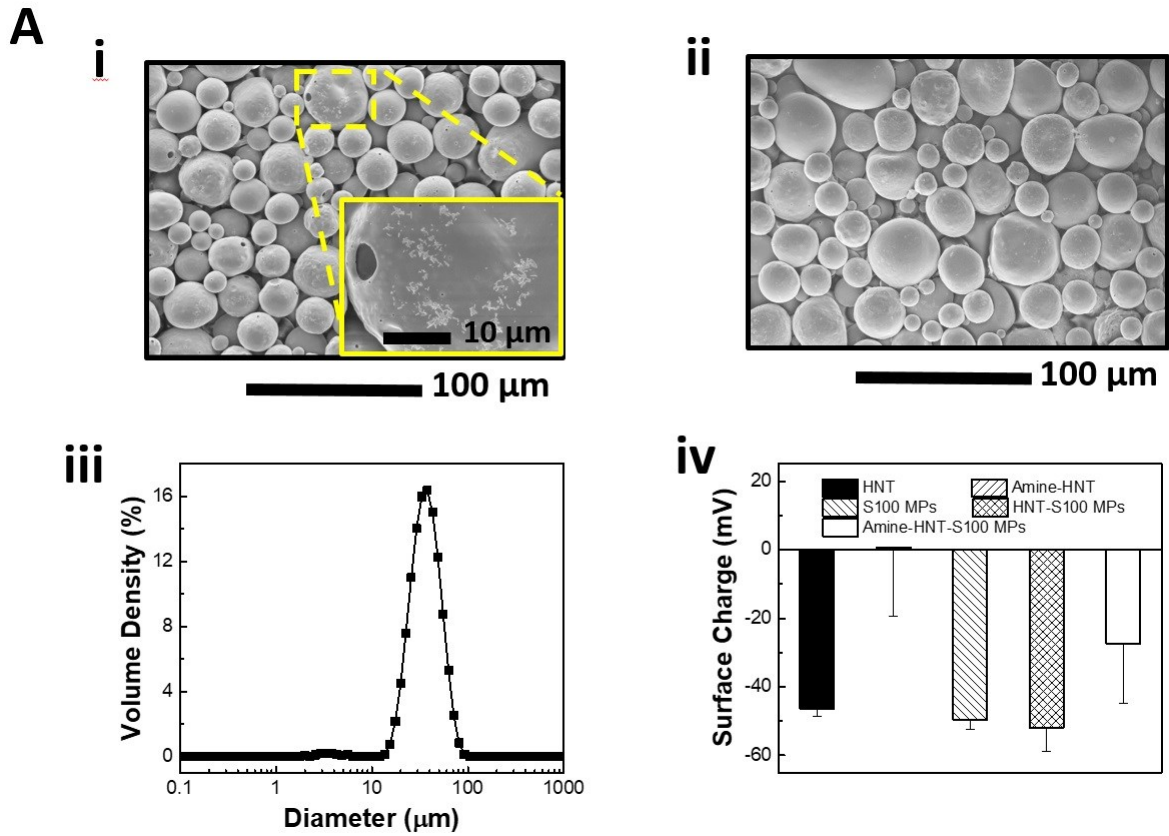 A
i
ii
10 µm
100 µm
100 µm
iii
iv
Volume Density (%)
16
12
8
4
0
0.1
1
10
100
1000
Diameter (µm)
Surface Charge (mV)
20
0
-20
-40
-60
HNT
Amine-HNT
S100 MPs
HNT-S100 MPs
Amine-HNT-S100 MPs